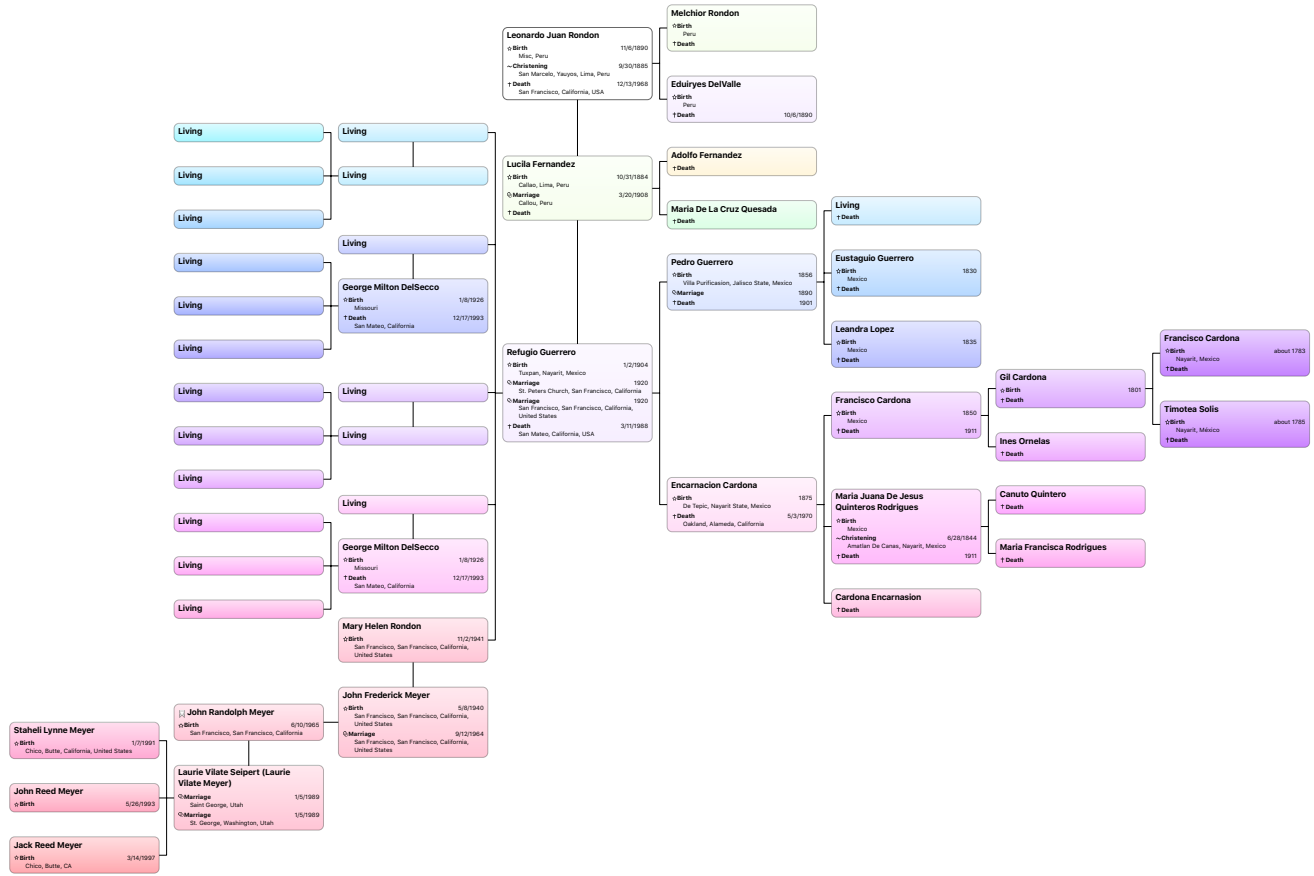 Melchior Rondon
☆Birth
Peru
†Death
Leonardo Juan Rondon
☆Birth 11/6/1890
Misc, Peru
~Christening 9/30/1885
San Marcelo, Yauyos, Lima, Peru
†Death 12/13/1968
San Francisco, California, USA
Eduiryes DelValle
☆Birth
Peru
†Death 10/6/1890
Living
Living
Living
Living
Living
Lucila Fernandez
☆Birth 10/31/1884
Callao, Lima, Peru
Marriage 3/20/1908
Callou, Peru
†Death
Adolfo Fernandez
†Death
Maria De La Cruz Quesada
†Death
Living
†Death
Living
Living
Living
Living
George Milton DelSecco
☆Birth 1/8/1926
Missouri
†Death 12/17/1993
San Mateo, California
Pedro Guerrero
☆Birth 1856
Villa Purificasion, Jalisco State, Mexico
Marriage 1890
†Death 1901
Eustaguio Guerrero
☆Birth 1830
Mexico
†Death
Leandra Lopez
☆Birth 1835
Mexico
†Death
Refugio Guerrero
☆Birth 1/2/1904
Tuxpan, Nayarit, Mexico
Marriage 1920
St. Peters Church, San Francisco, California
Marriage 1920
San Francisco, San Francisco, California,
United States
†Death 3/11/1988
San Mateo, California, USA
Francisco Cardona
☆Birth about 1783
Nayarit, Mexico
†Death
Gil Cardona
☆Birth 1801
†Death
Timotea Solis
☆Birth about 1785
Nayarit, México
†Death
Francisco Cardona
☆Birth 1850
Mexico
†Death 1911
Ines Ornelas
†Death
Living
Living
Living
Living
Living
Living
Living
Living
Living
George Milton DelSecco
☆Birth 1/8/1926
Missouri
†Death 12/17/1993
San Mateo, California
Encarnacion Cardona
☆Birth 1875
De Tepic, Nayarit State, Mexico
†Death 5/3/1970
Oakland, Alameda, California
Maria Juana De Jesus
Quinteros Rodrigues
☆Birth
Mexico
~Christening 6/28/1844
Amatlan De Canas, Nayarit, Mexico
†Death 1911
Canuto Quintero
†Death
Maria Francisca Rodrigues
†Death
Cardona Encarnasion
†Death
Mary Helen Rondon
☆Birth 11/2/1941
San Francisco, San Francisco, California,
United States
John Frederick Meyer
☆Birth 5/8/1940
San Francisco, San Francisco, California,
United States
Marriage 9/12/1964
San Francisco, San Francisco, California,
United States
John Randolph Meyer
☆Birth 6/10/1965
San Francisco, San Francisco, California
Laurie Vilate Seipert (Laurie
Vilate Meyer)
Marriage 1/5/1989
Saint George, Utah
Marriage 1/5/1989
St. George, Washington, Utah
Staheli Lynne Meyer
☆Birth 1/7/1991
Chico, Butte, California, United States
John Reed Meyer
☆Birth 5/26/1993
Jack Reed Meyer
☆Birth 3/14/1997
Chico, Butte, CA